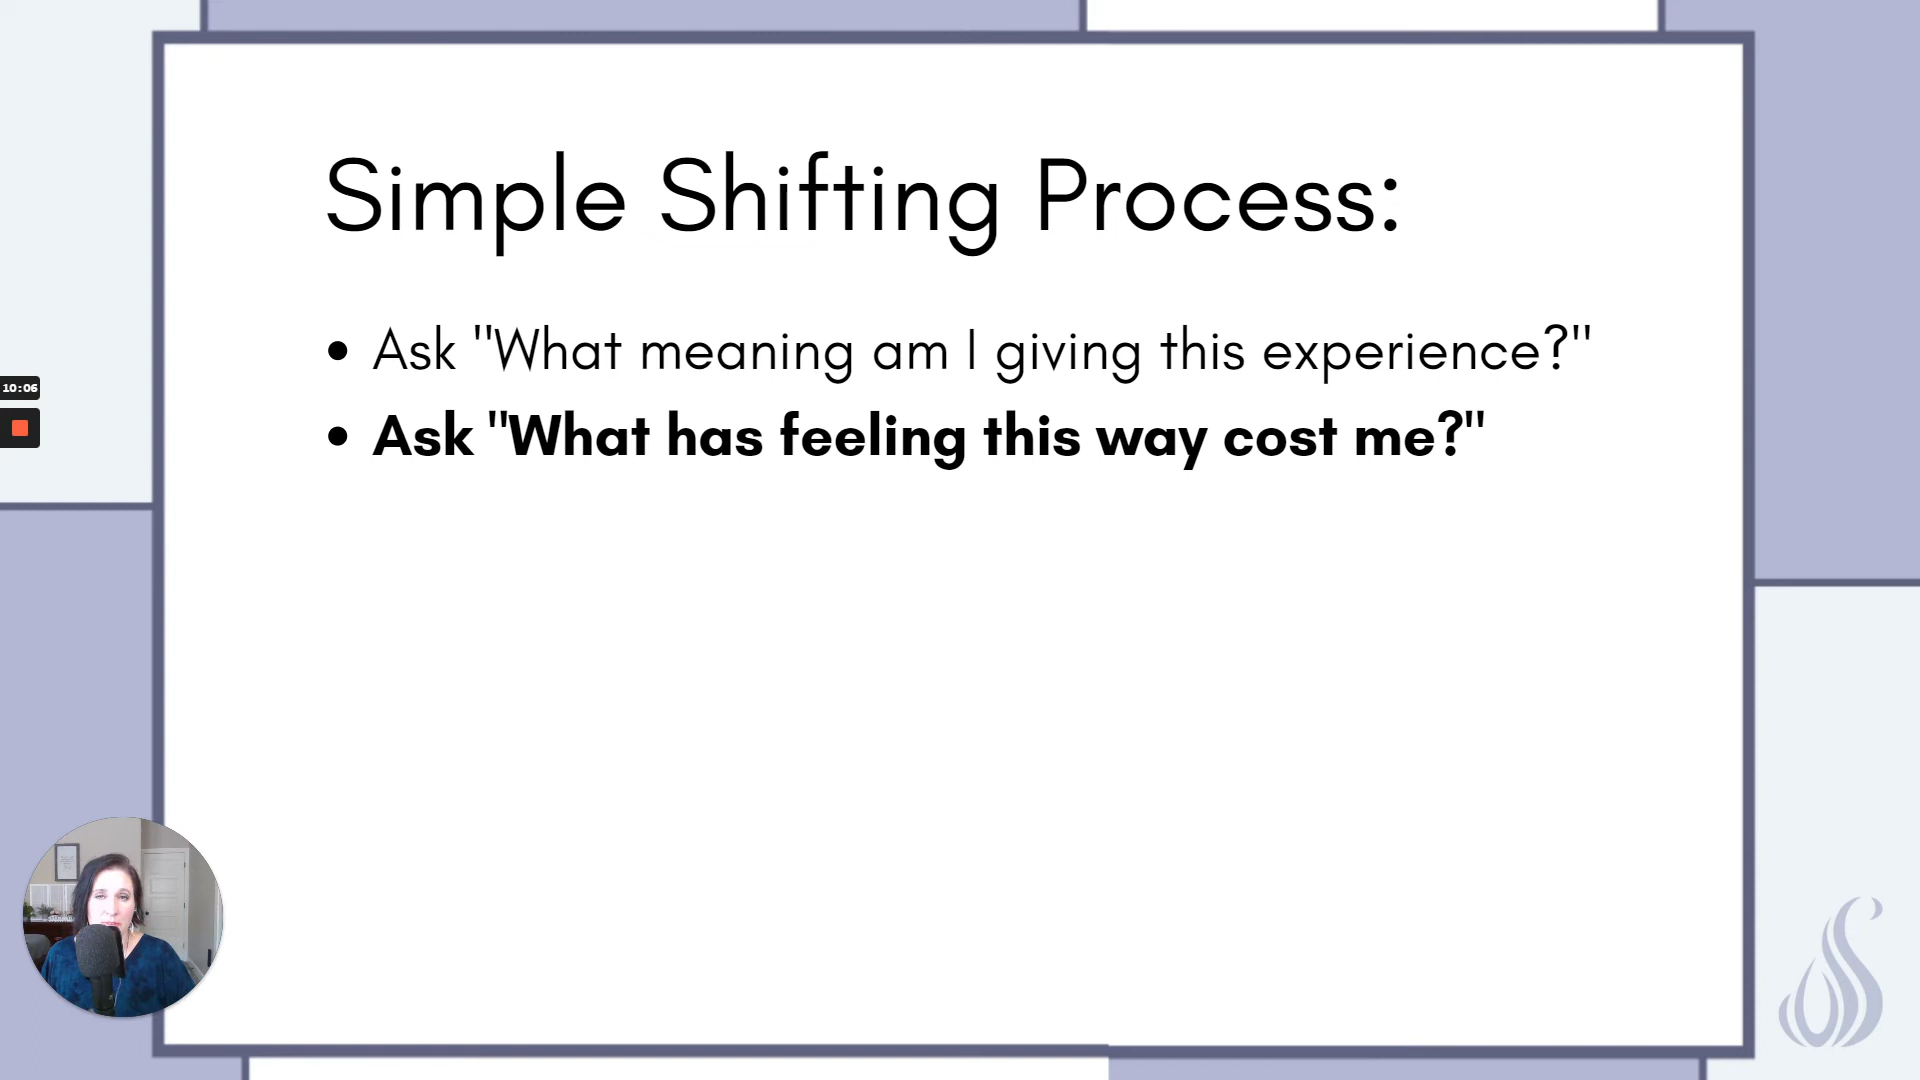 Simple Shifting Process:
• Ask "What meaning am I giving this experience?"
• Ask "What has feeling this way cost me?"
10:06